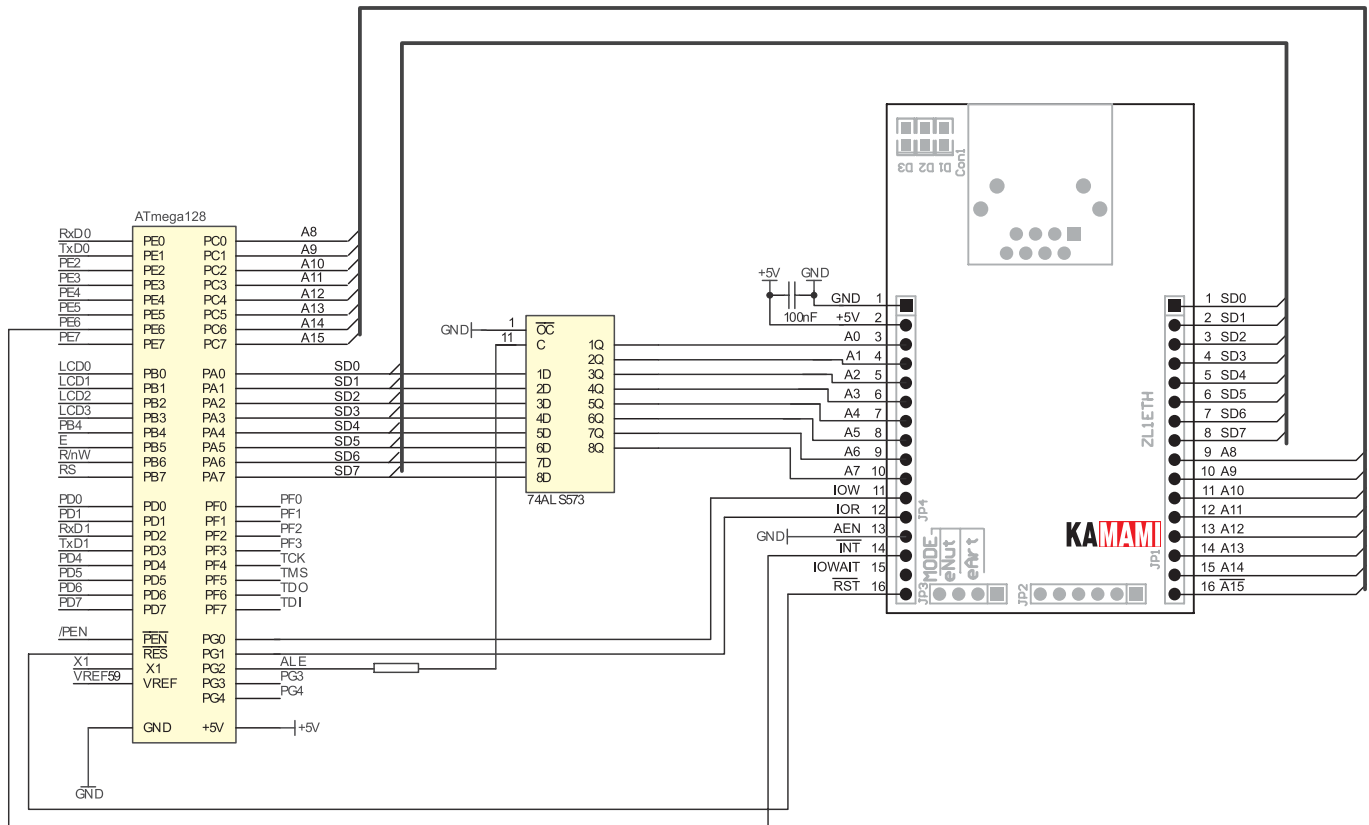 ATmega128
RxD0 PE0 PC0 A8
TxD0 PE1 PC1 A9
PE2 PE2 PC2 A10
PE3 PE3 PC3 A11
PE4 PE4 PC4 A12
PE5 PE5 PC5 A13
PE6 PE6 PC6 A14
PE7 PE7 PC7 A15
LCD0 PB0 PA0 SD0
LCD1 PB1 PA1 SD1
LCD2 PB2 PA2 SD2
LCD3 PB3 PA3 SD3
PB4 PB4 PA4 SD4
E PB5 PA5 SD5
R/nW PB6 PA6 SD6
RS PB7 PA7 SD7
PD0 PD0 PF0 PF0
PD1 PD1 PF1 PF1
RxD1 PD2 PF2 PF2
TxD1 PD3 PF3 PF3
PD4 PD4 PF4 TCK
PD5 PD5 PF5 TMS
PD6 PD6 PF6 TDO
PD7 PD7 PF7 TDI
/PEN PEN PG0
RES PG1
X1 X1 PG2 ALE
VREF59 VREF PG3 PG3
PG4 PG4
GND +5V +5V
GND
GND 1 OC
11 C 1Q
2Q
1D 3Q
2D 4Q
3D 5Q
4D 6Q
5D 7Q
6D 8Q
7D
8D
74ALS573
+5V GND
100nF
GND 1
+5V 2
A0 3
A1 4
A2 5
A3 6
A4 7
A5 8
A6 9
A7 10
IOW 11
IOR 12
GND AEN 13
INT 14
IOWAIT 15
RST 16
D3 D2 D1
Con1
JP4
MODE
eNut
eArt
JP3
JP2
KAMAMI
JP1
ZL1ETH
1 SD0
2 SD1
3 SD2
4 SD3
5 SD4
6 SD5
7 SD6
8 SD7
9 A8
10 A9
11 A10
12 A11
13 A12
14 A13
15 A14
16 A15